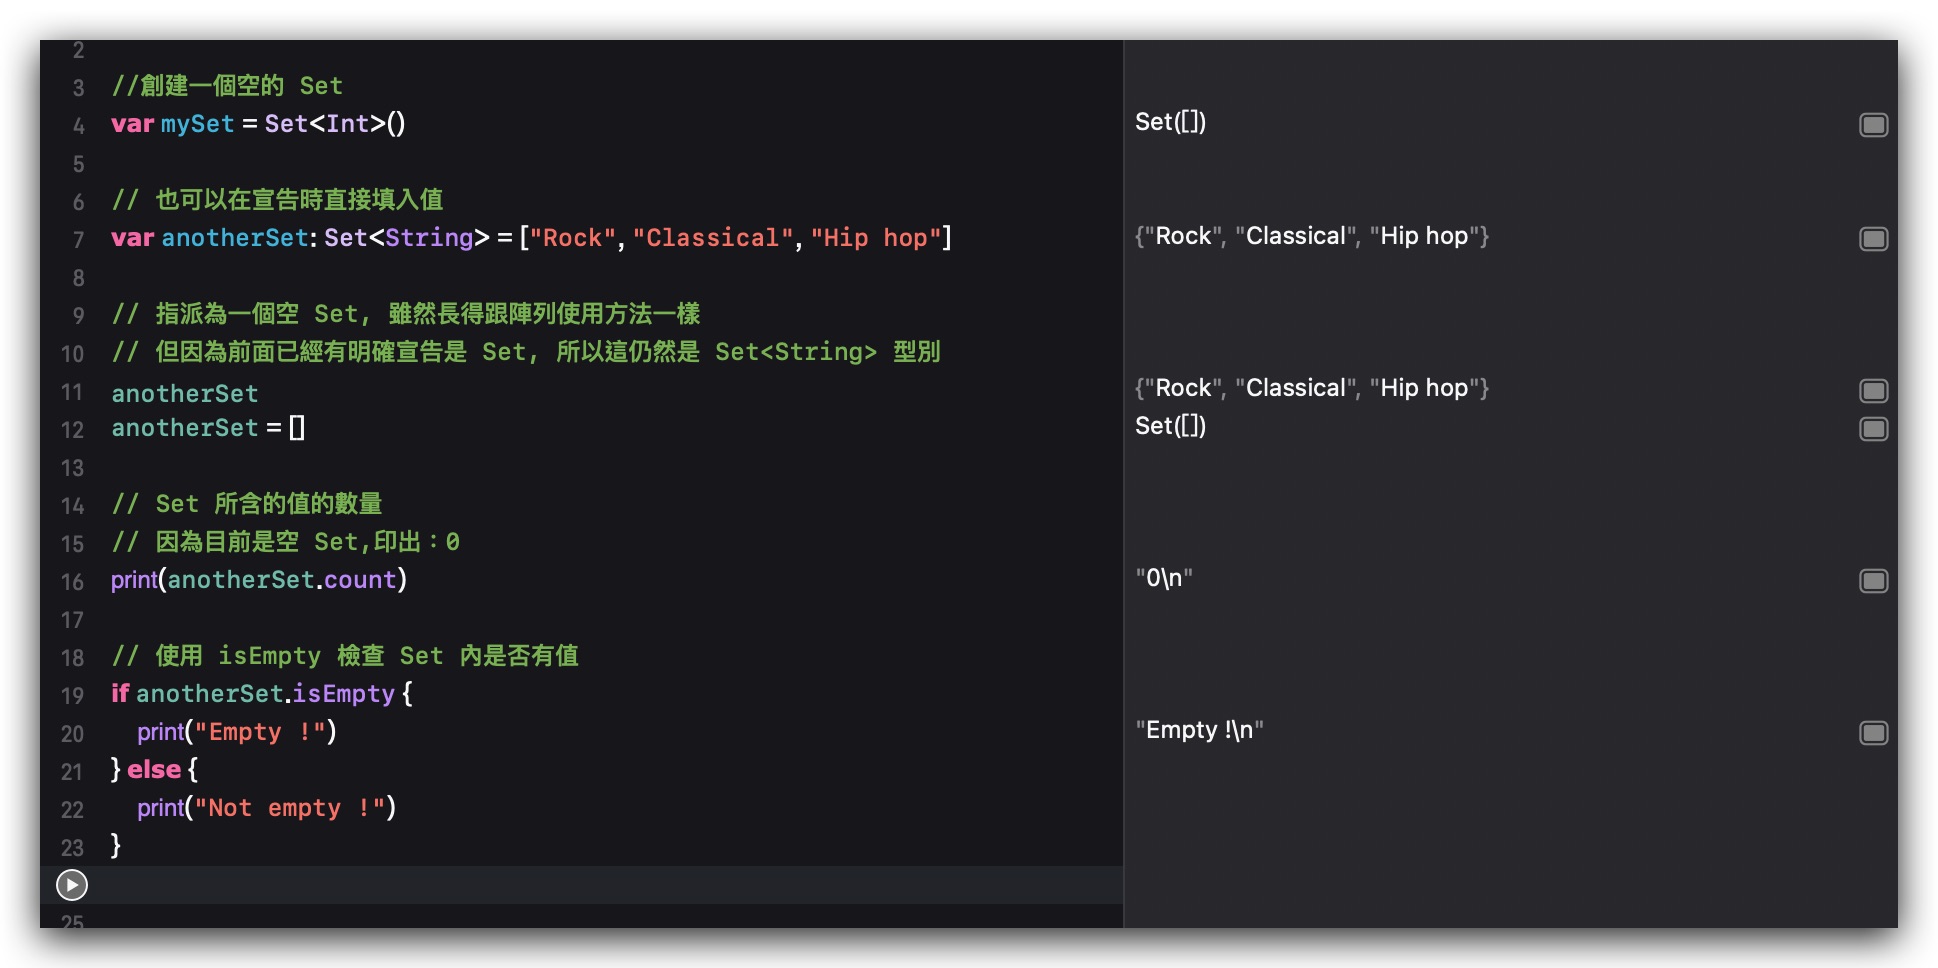 2
3 //創建一個空的 Set
4 var mySet = Set<Int>() Set([])
5
6 // 也可以在宣告時直接填入值
7 var anotherSet: Set<String> = ["Rock", "Classical", "Hip hop"] {"Rock", "Classical", "Hip hop"}
8
9 // 指派為一個空 Set, 雖然長得跟陣列使用方法一樣
10 // 但因為前面已經有明確宣告是 Set, 所以這仍然是 Set<String> 型別
11 anotherSet {"Rock", "Classical", "Hip hop"}
12 anotherSet = [] Set([])
13
14 // Set 所含的值的數量
15 // 因為目前是空 Set,印出：0
16 print(anotherSet.count) "0\n"
17
18 // 使用 isEmpty 檢查 Set 內是否有值
19 if anotherSet.isEmpty {
20 print("Empty !") "Empty !\n"
21 } else {
22 print("Not empty !")
23 }
25